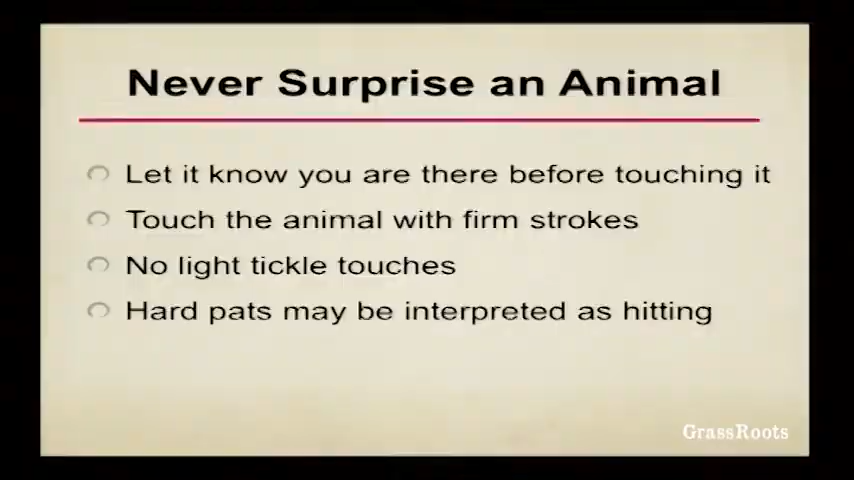 Never Surprise an Animal
Let it know you are there before touching it
Touch the animal with firm strokes
No light tickle touches
Hard pats may be interpreted as hitting
GrassRoots